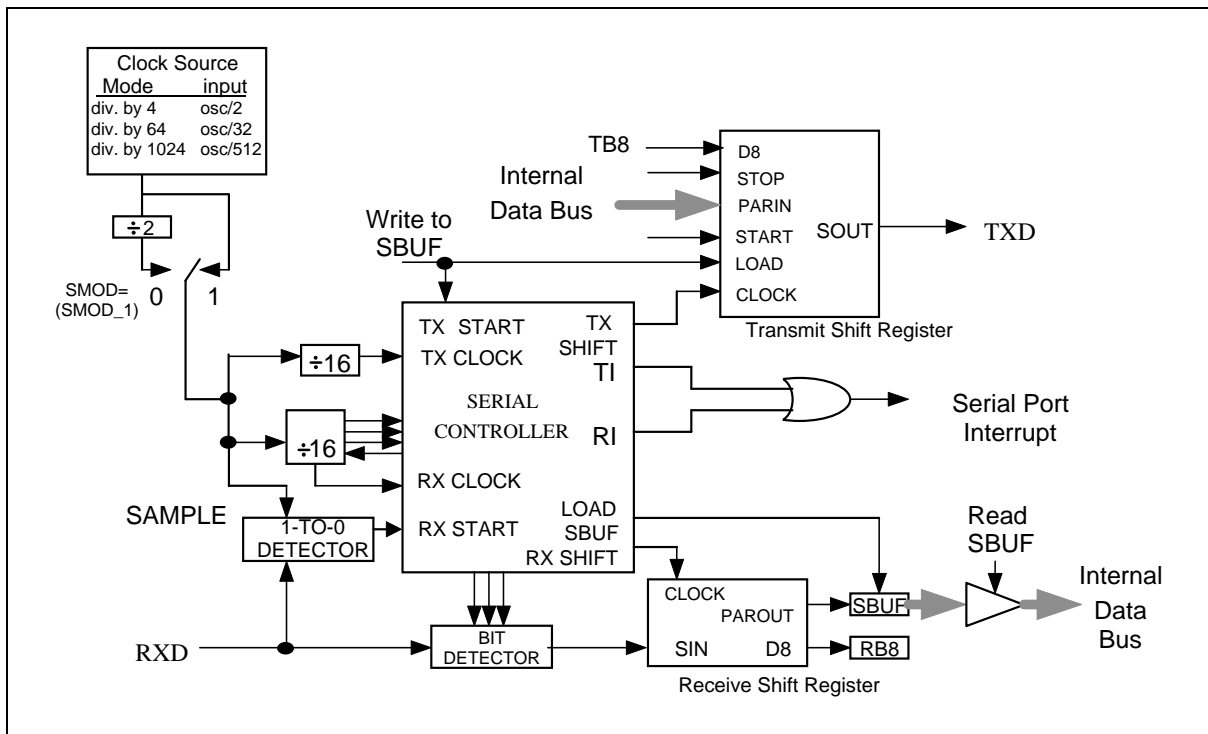 Clock Source
Mode input
div. by 4 osc/2
div. by 64 osc/32
div. by 1024 osc/512
÷2
SMOD=
(SMOD_1)
0 1
TB8
Internal
Data Bus
Write to
SBUF
D8
STOP
PARIN
START
LOAD
CLOCK
SOUT
TXD
Transmit Shift Register
÷16
÷16
TX START
TX CLOCK
SERIAL
CONTROLLER
RX CLOCK
RX START
TX
SHIFT
TI
RI
LOAD
SBUF
RX SHIFT
Serial Port
Interrupt
SAMPLE
1-TO-0
DETECTOR
RXD
BIT
DETECTOR
CLOCK
PAROUT
SIN D8
Receive Shift Register
SBUF
RB8
Read
SBUF
Internal
Data
Bus